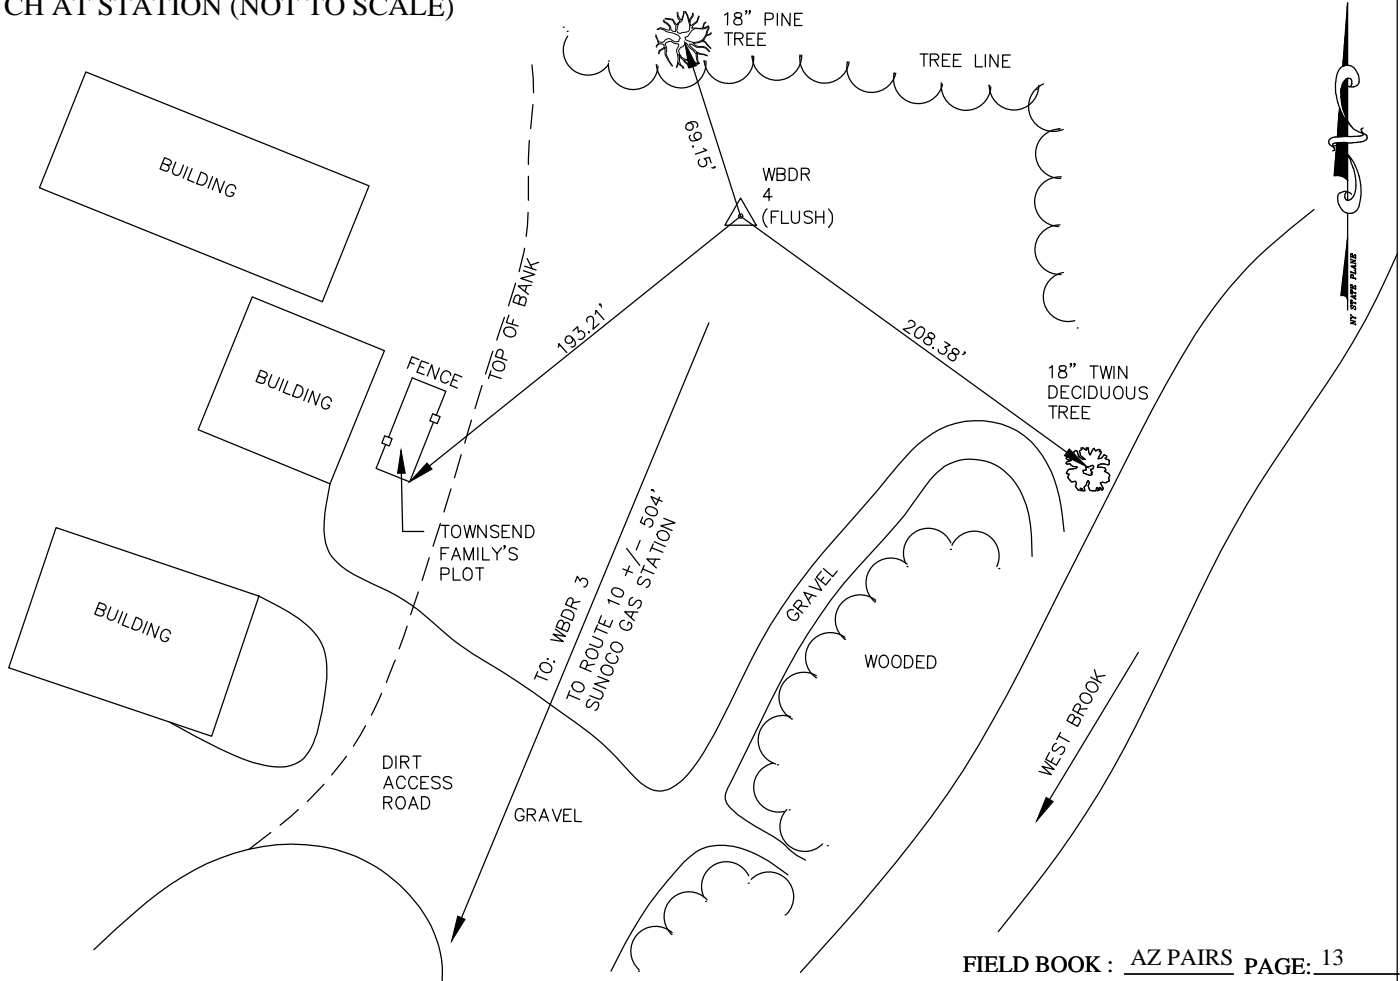 CH AT STATION (NOT TO SCALE)
18" PINE
TREE
TREE LINE
69.15'
WBDR
4
(FLUSH)
BUILDING
NY STATE PLANE
TOP OF BANK
193.21'
208.38'
FENCE
BUILDING
18" TWIN
DECIDUOUS
TREE
TOWNSEND
FAMILY'S
PLOT
TO: WBDR 3
TO ROUTE 10 +/- 504'
SUNOCO GAS STATION
GRAVEL
BUILDING
WOODED
WEST BROOK
DIRT
ACCESS
ROAD
GRAVEL
FIELD BOOK : AZ PAIRS PAGE: 13